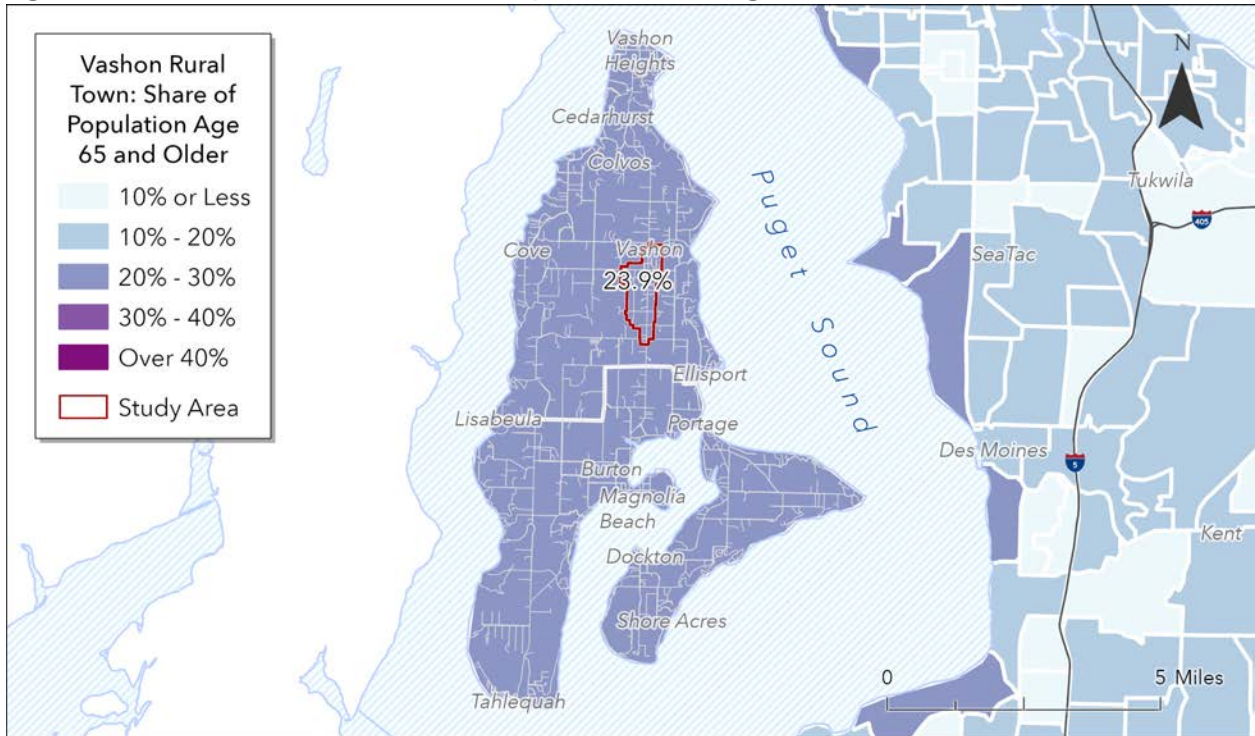 Vashon Rural
Town: Share of
Population Age
65 and Older
10% or Less
10% - 20%
20% - 30%
30% - 40%
Over 40%
Study Area
Vashon
Heights
Cedarhurst
Colvos
Cove
Vashon
23.9%
Ellisport
Lisabeula
Portage
Burton
Magnolia
Beach
Dockton
Shore Acres
Tahlequah
Puget Sound
N
Tukwila
405
SeaTac
Des Moines
5
Kent
0 5 Miles